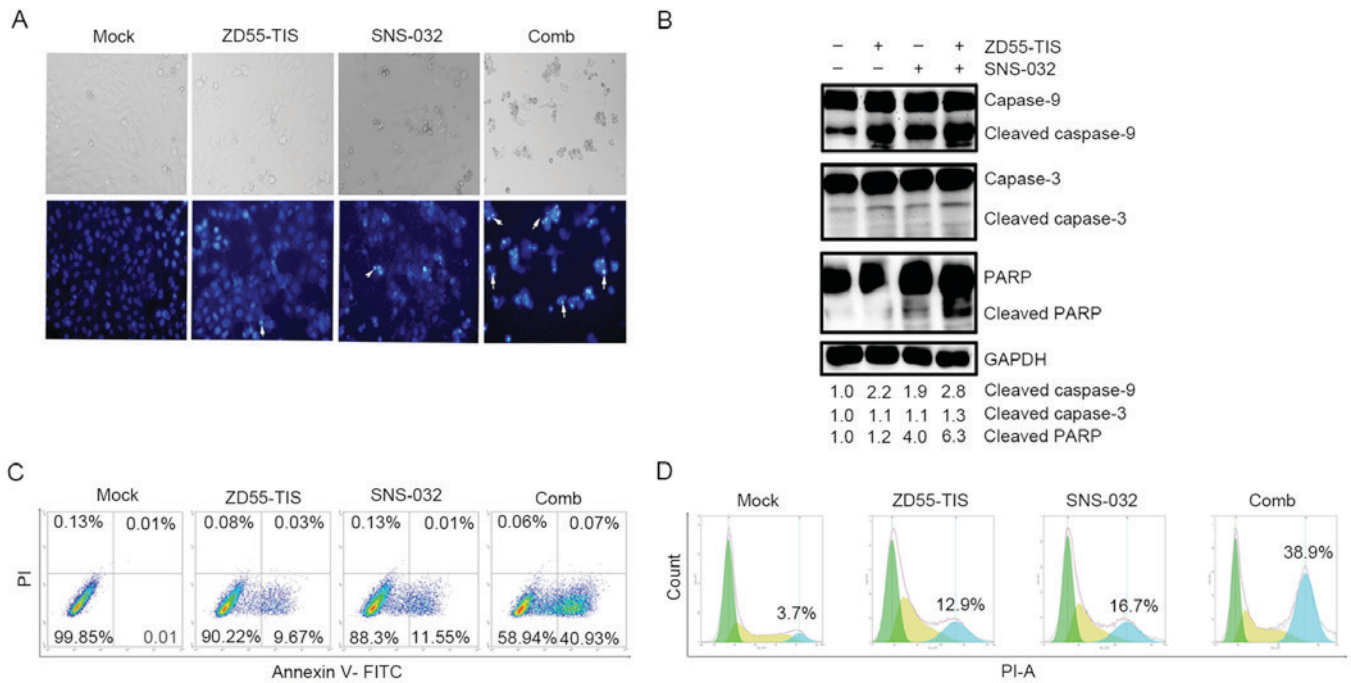 A
Mock ZD55-TIS SNS-032 Comb
B
– + – + ZD55-TIS
– – + + SNS-032
Capase-9
Cleaved caspase-9
Capase-3
Cleaved capase-3
PARP
Cleaved PARP
GAPDH
1.0 2.2 1.9 2.8 Cleaved caspase-9
1.0 1.1 1.1 1.3 Cleaved capase-3
1.0 1.2 4.0 6.3 Cleaved PARP
C
Mock ZD55-TIS SNS-032 Comb
0.13% 0.01% 0.08% 0.03% 0.13% 0.01% 0.06% 0.07%
PI
99.85% 0.01 90.22% 9.67% 88.3% 11.55% 58.94% 40.93%
Annexin V- FITC
D
Mock ZD55-TIS SNS-032 Comb
Count
3.7% 12.9% 16.7% 38.9%
PI-A